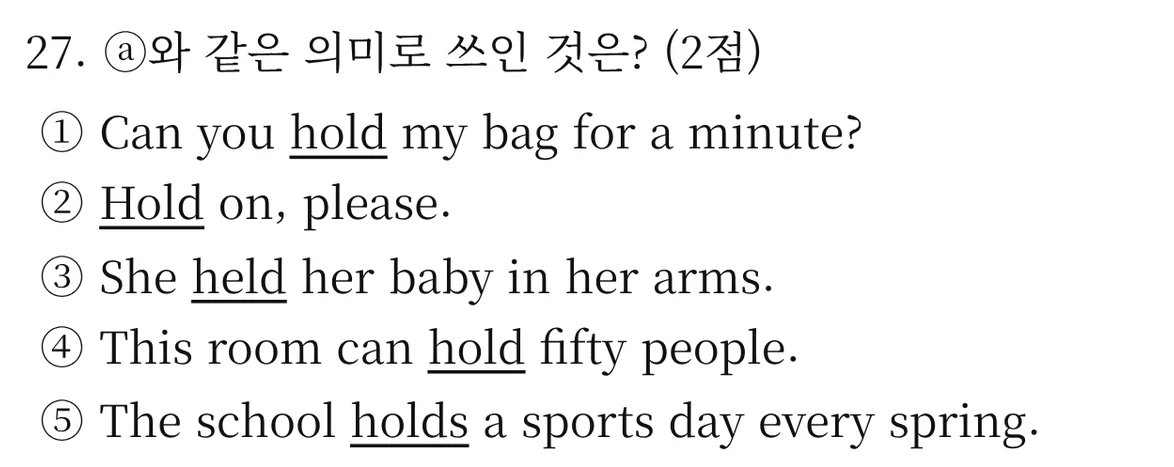 27. ⓐ와 같은 의미로 쓰인 것은? (2점)
① Can you hold my bag for a minute?
② Hold on, please.
③ She held her baby in her arms.
④ This room can hold fifty people.
⑤ The school holds a sports day every spring.